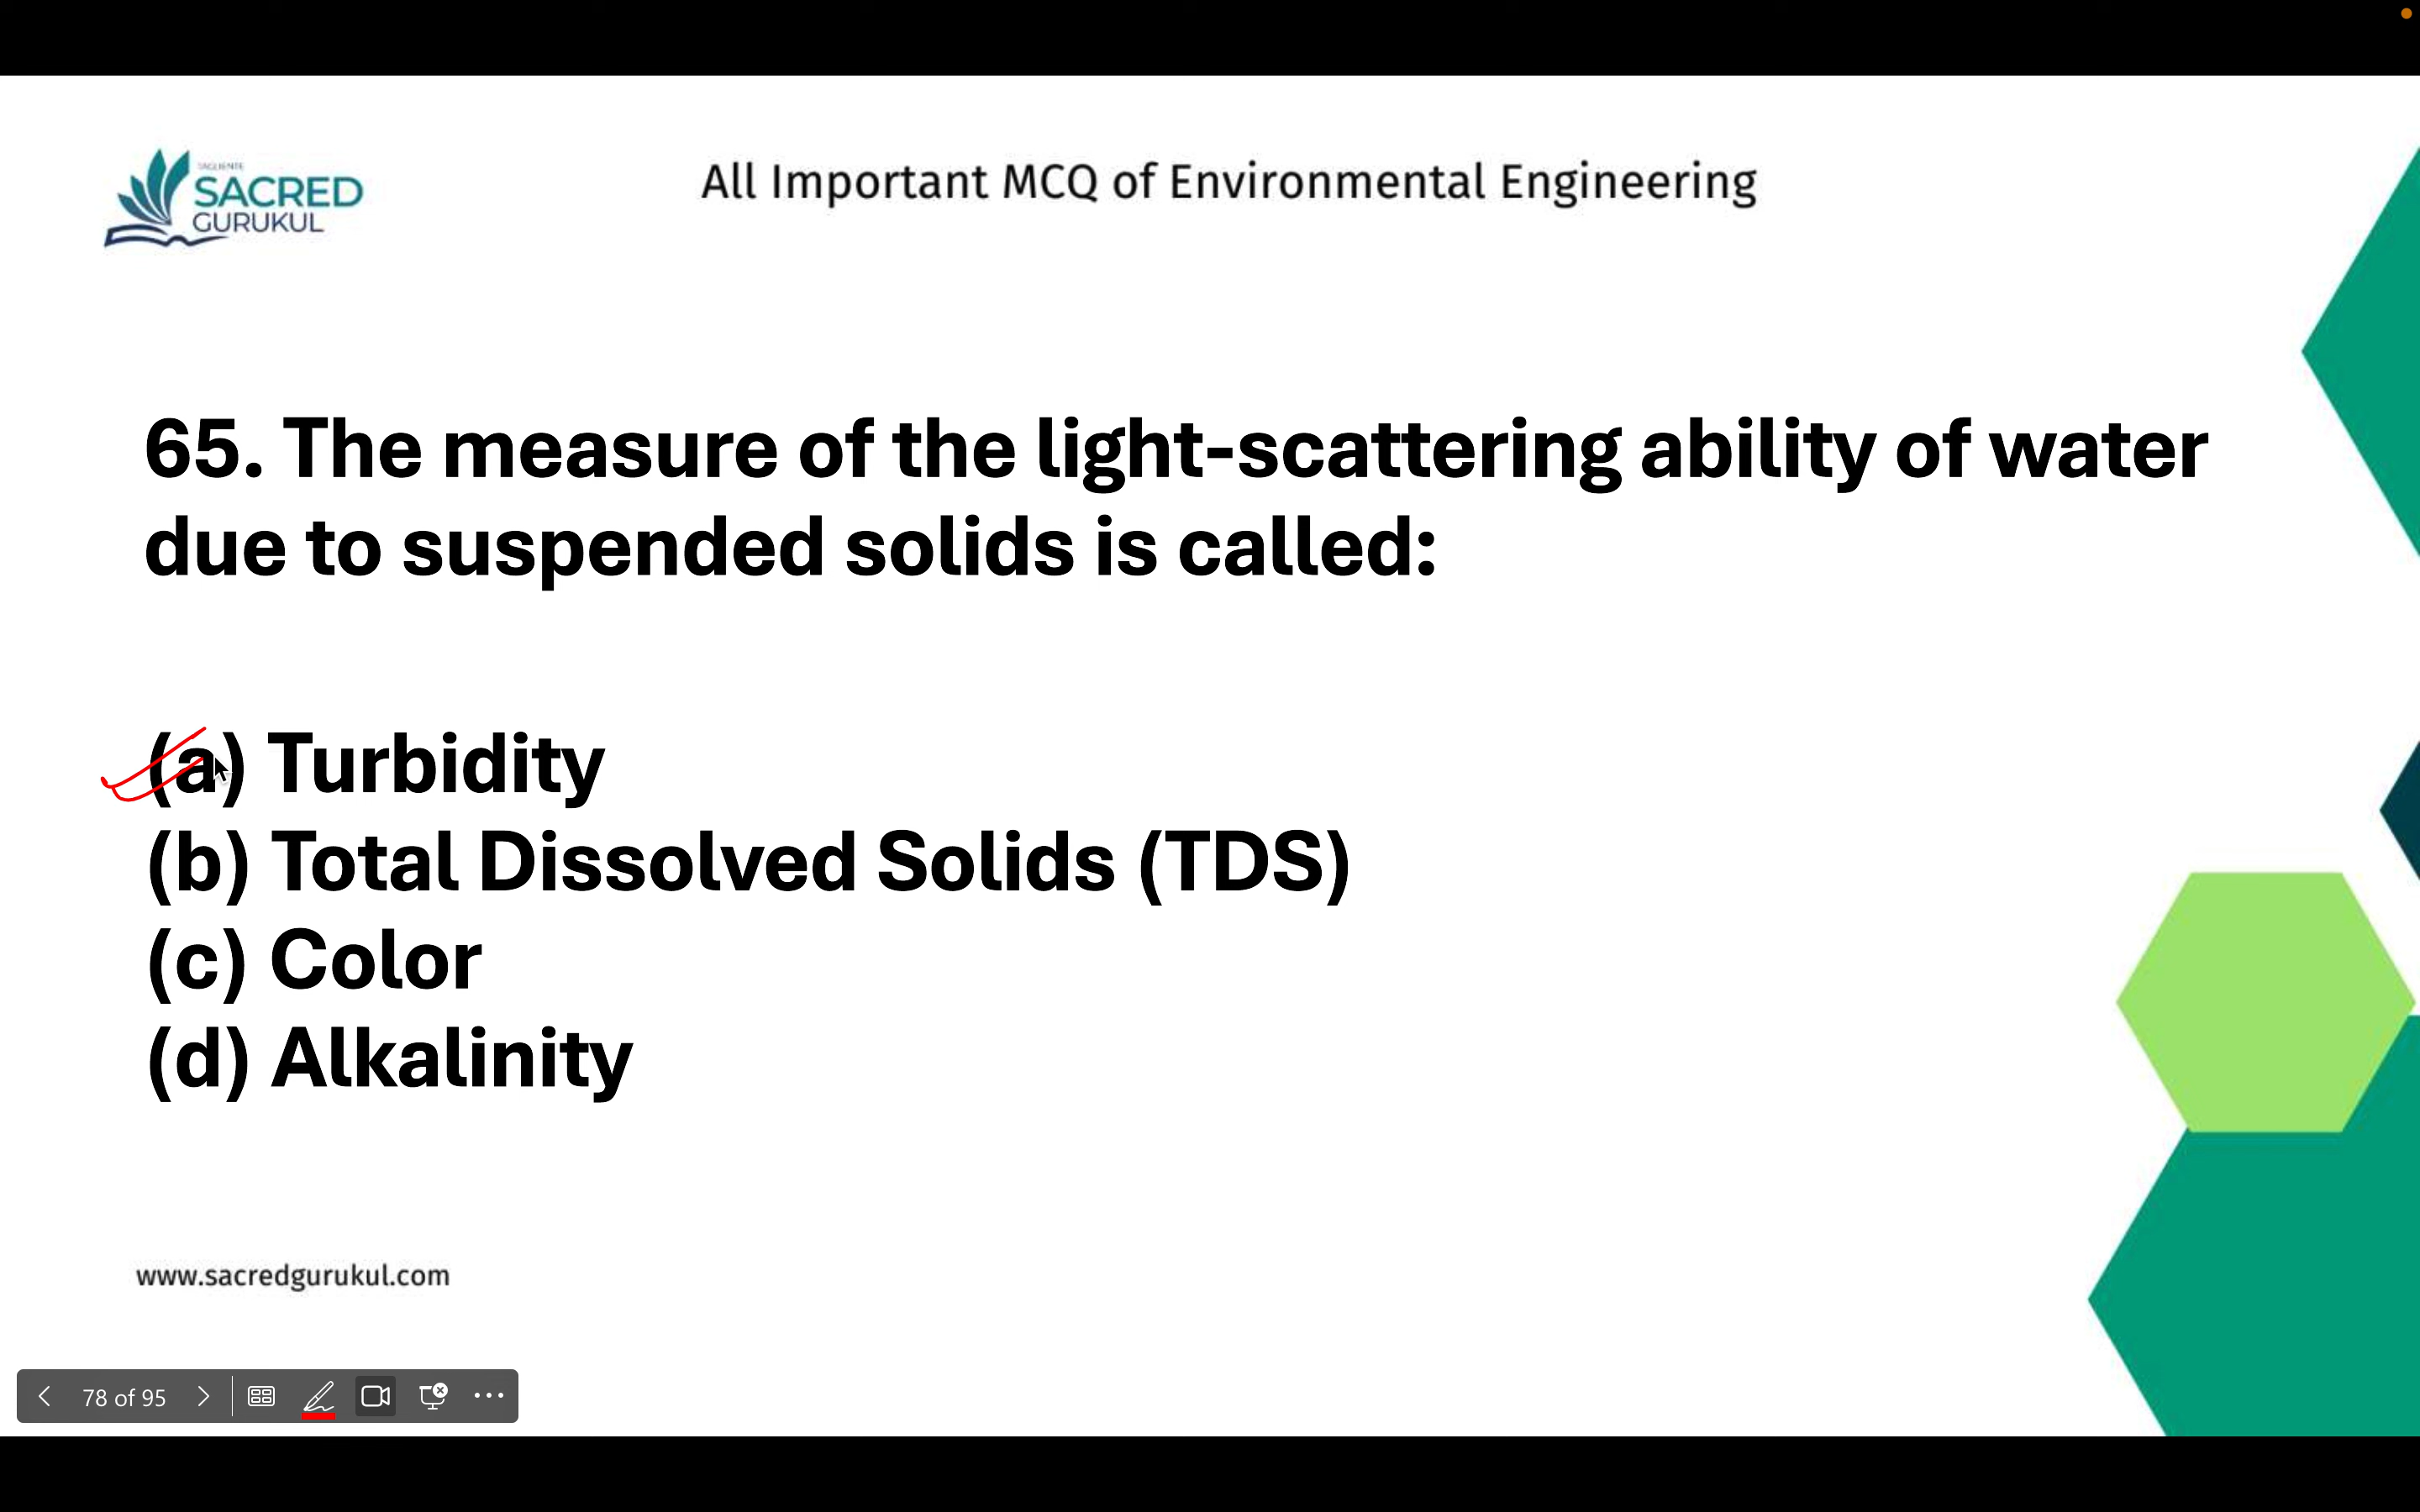 TAGLIENTE
SACRED
GURUKUL
All Important MCQ of Environmental Engineering
65. The measure of the light-scattering ability of water
due to suspended solids is called:
(a) Turbidity
(b) Total Dissolved Solids (TDS)
(c) Color
(d) Alkalinity
www.sacredgurukul.com
78 of 95